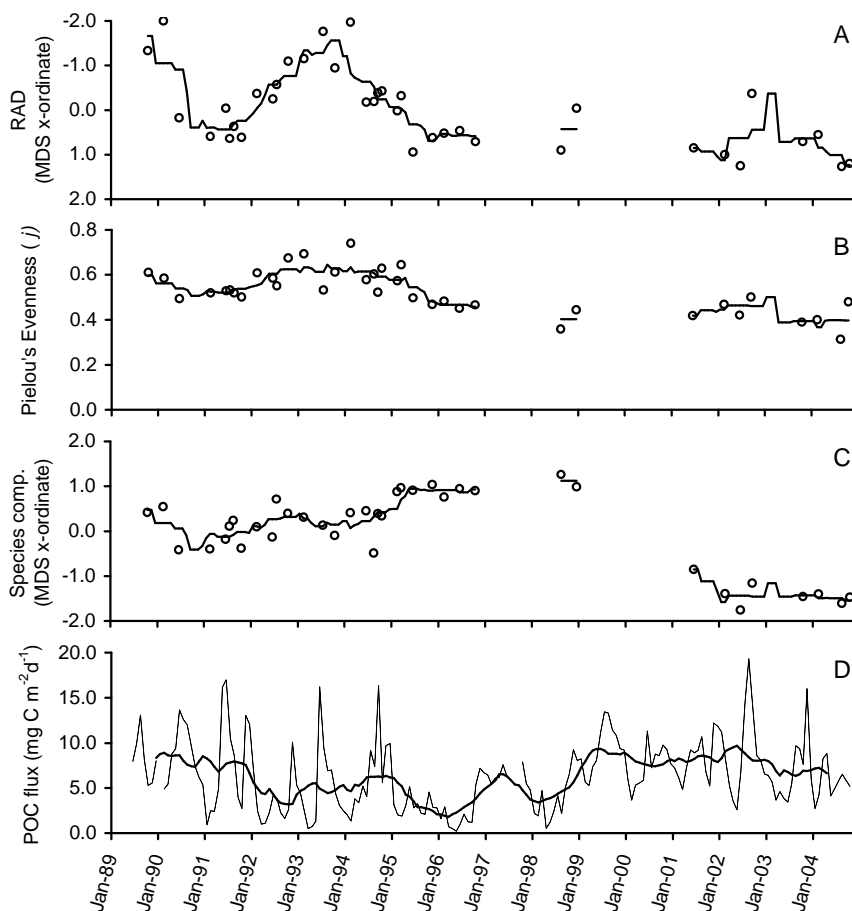 A
RAD
(MDS x-ordinate)
-2.0
-1.0
0.0
1.0
2.0
B
Pielou's Evenness ( j)
0.8
0.6
0.4
0.2
0.0
C
Species comp.
(MDS x-ordinate)
2.0
1.0
0.0
-1.0
-2.0
D
POC flux (mg C m⁻²d⁻¹)
20.0
15.0
10.0
5.0
0.0
Jan-89
Jan-90
Jan-91
Jan-92
Jan-93
Jan-94
Jan-95
Jan-96
Jan-97
Jan-98
Jan-99
Jan-00
Jan-01
Jan-02
Jan-03
Jan-04